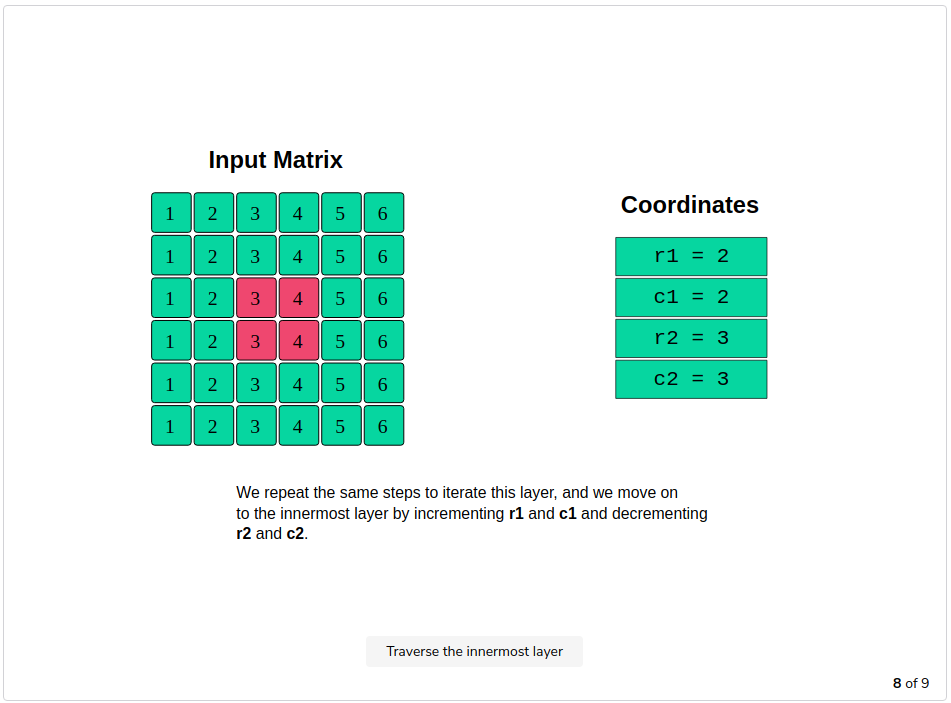 Input Matrix
1 2 3 4 5 6
1 2 3 4 5 6
1 2 3 4 5 6
1 2 3 4 5 6
1 2 3 4 5 6
1 2 3 4 5 6
Coordinates
r1 = 2
c1 = 2
r2 = 3
c2 = 3
We repeat the same steps to iterate this layer, and we move on
to the innermost layer by incrementing r1 and c1 and decrementing
r2 and c2.
Traverse the innermost layer
8 of 9